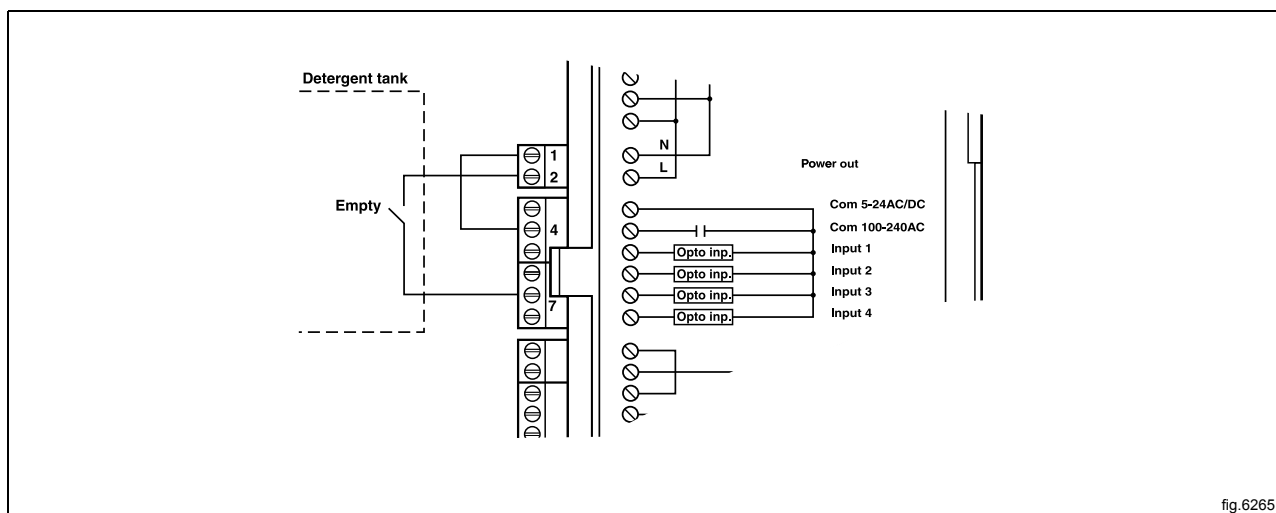 Detergent tank
Empty
1
2
4
7
N
L
Power out
Com 5-24AC/DC
Com 100-240AC
Opto inp. Input 1
Opto inp. Input 2
Opto inp. Input 3
Opto inp. Input 4
fig.6265